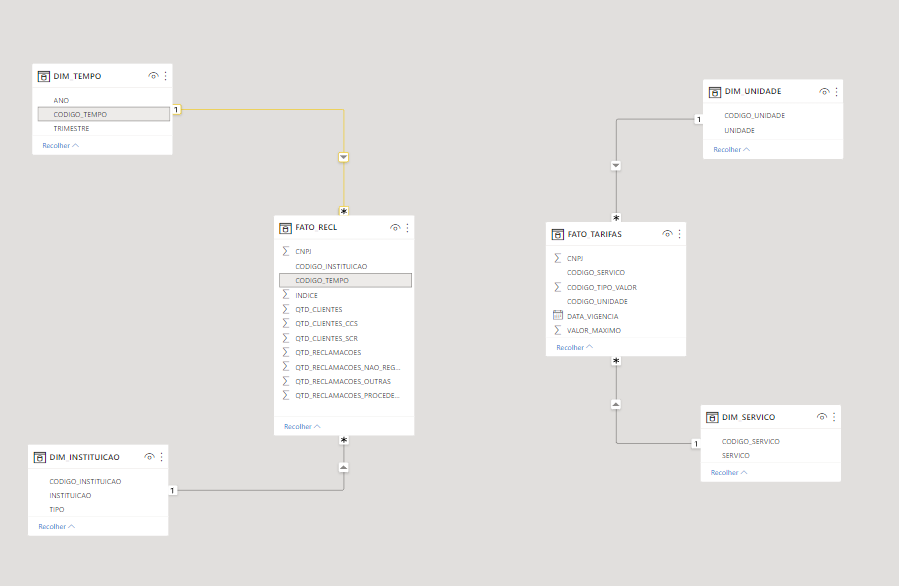 DIM_TEMPO
ANO
CODIGO_TEMPO
TRIMESTRE
Recolher
1
*
FATO_RECL
CNPJ
CODIGO_INSTITUICAO
CODIGO_TEMPO
INDICE
QTD_CLIENTES
QTD_CLIENTES_CCS
QTD_CLIENTES_SCR
QTD_RECLAMACOES
QTD_RECLAMACOES_NAO_REG...
QTD_RECLAMACOES_OUTRAS
QTD_RECLAMACOES_PROCEDE...
Recolher
*
DIM_INSTITUICAO
CODIGO_INSTITUICAO
INSTITUICAO
TIPO
Recolher
1
DIM_UNIDADE
CODIGO_UNIDADE
UNIDADE
Recolher
1
*
FATO_TARIFAS
CNPJ
CODIGO_SERVICO
CODIGO_TIPO_VALOR
CODIGO_UNIDADE
DATA_VIGENCIA
VALOR_MAXIMO
Recolher
*
DIM_SERVICO
CODIGO_SERVICO
SERVICO
Recolher
1